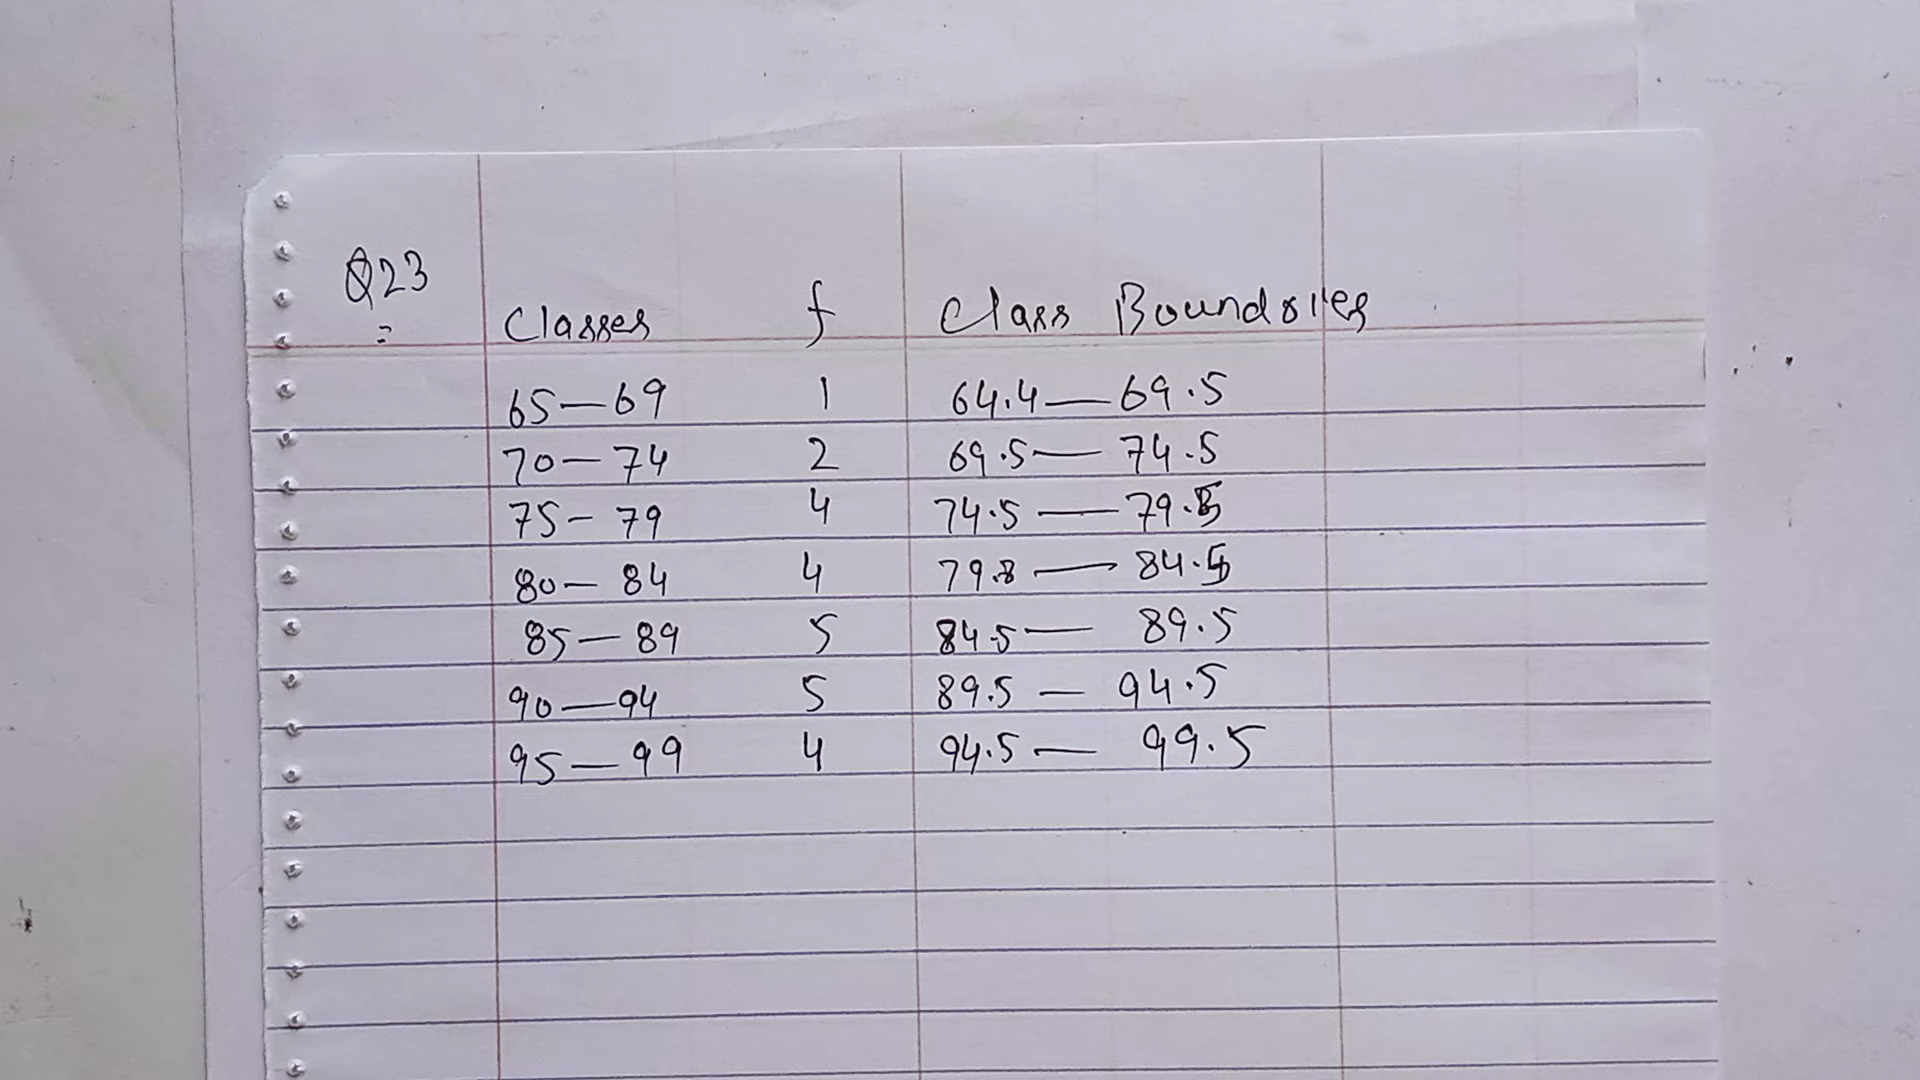 Q23
Classes f Class Boundries
65—69 1 64.4—69.5
70—74 2 69.5—74.5
75-79 4 74.5—79.5
80-84 4 79.8—84.5
85—89 5 84.5—89.5
90—94 5 89.5—94.5
95—99 4 94.5—99.5